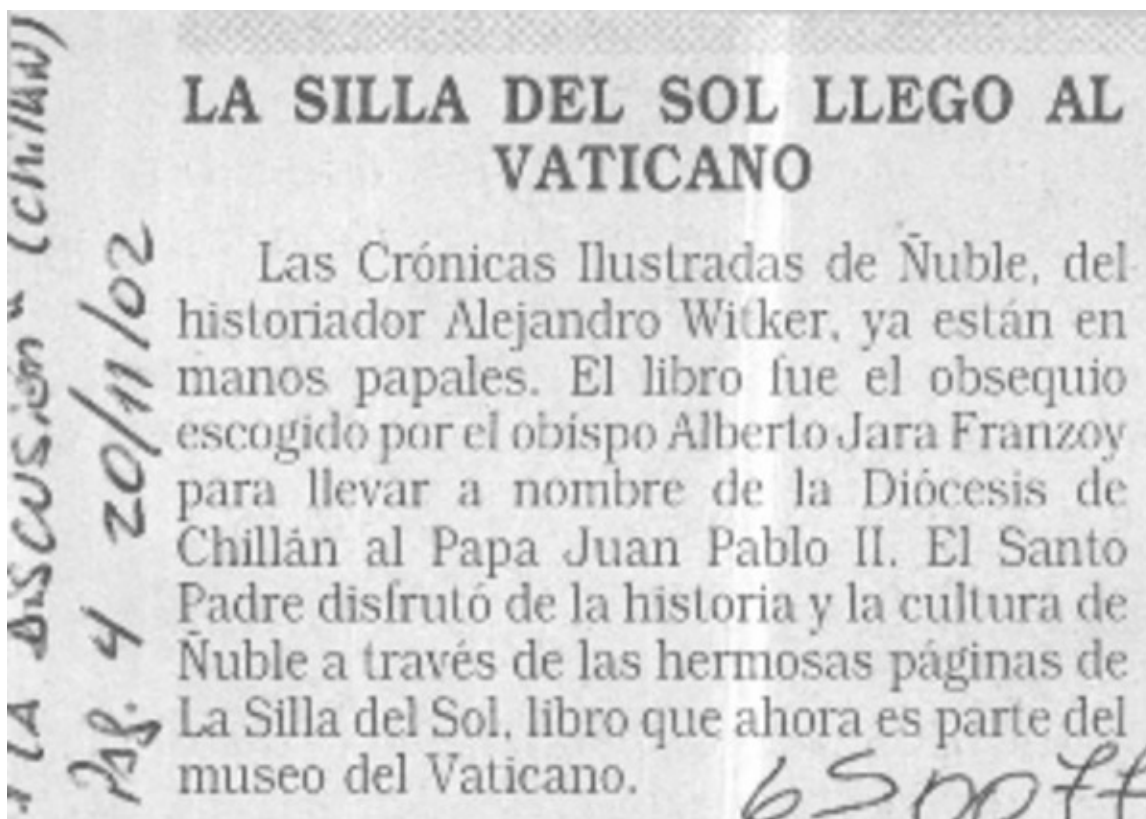 LA SILLA DEL SOL LLEGO AL
VATICANO
Las Crónicas Ilustradas de Ñuble, del
historiador Alejandro Witker, ya están en
manos papales. El libro fue el obsequio
escogido por el obispo Alberto Jara Franzoy
para llevar a nombre de la Diócesis de
Chillán al Papa Juan Pablo II. El Santo
Padre disfrutó de la historia y la cultura de
Ñuble a través de las hermosas páginas de
La Silla del Sol, libro que ahora es parte del
museo del Vaticano.
LA DISCUSión" (Chillán)
Pág. 4 20/11/02
650077